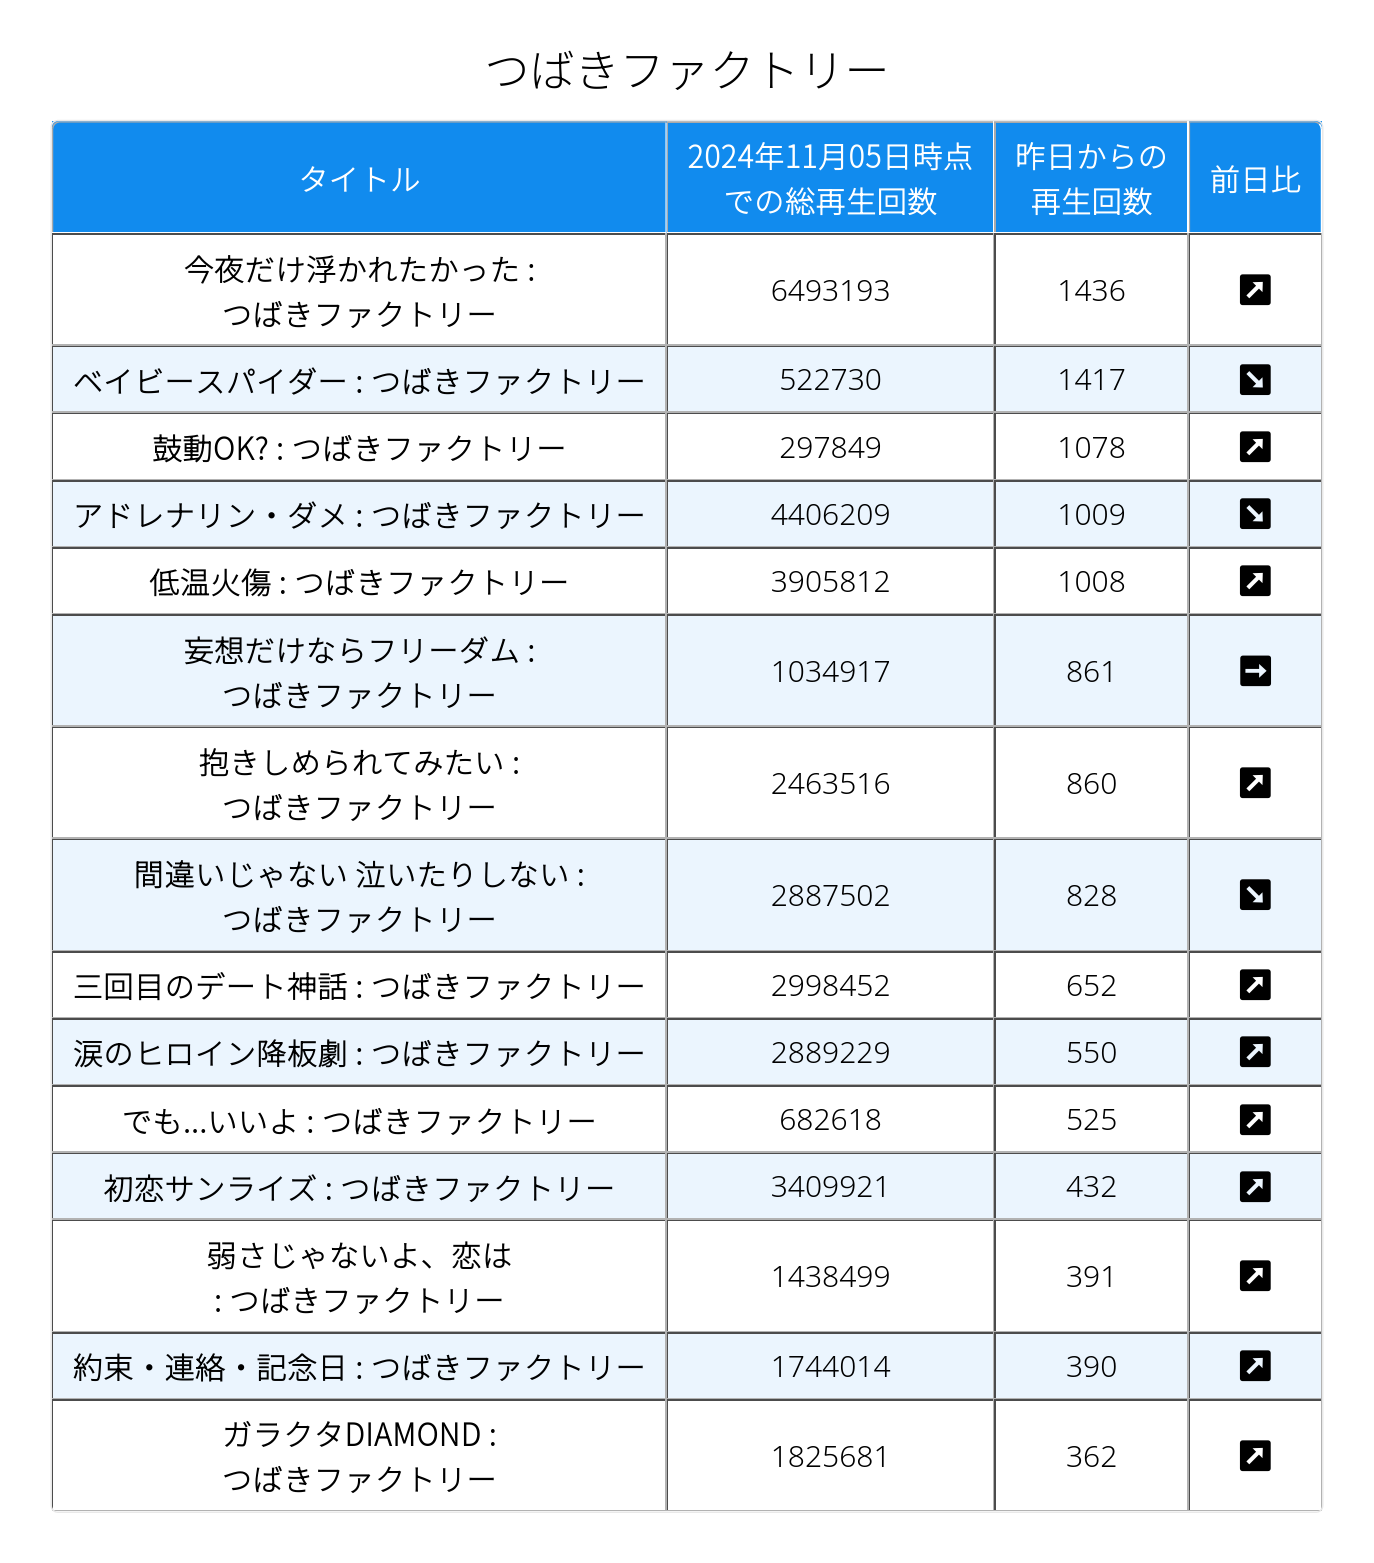 つばきファクトリー
タイトル
2024年11月05日時点
での総再生回数
昨日からの
再生回数
前日比
今夜だけ浮かれたかった :
つばきファクトリー
6493193
1436
ベイビースパイダー : つばきファクトリー
522730
1417
鼓動OK? : つばきファクトリー
297849
1078
アドレナリン・ダメ : つばきファクトリー
4406209
1009
低温火傷 : つばきファクトリー
3905812
1008
妄想だけならフリーダム :
つばきファクトリー
1034917
861
抱きしめられてみたい :
つばきファクトリー
2463516
860
間違いじゃない 泣いたりしない :
つばきファクトリー
2887502
828
三回目のデート神話 : つばきファクトリー
2998452
652
涙のヒロイン降板劇 : つばきファクトリー
2889229
550
でも...いいよ : つばきファクトリー
682618
525
初恋サンライズ : つばきファクトリー
3409921
432
弱さじゃないよ、恋は
: つばきファクトリー
1438499
391
約束・連絡・記念日 : つばきファクトリー
1744014
390
ガラクタDIAMOND :
つばきファクトリー
1825681
362